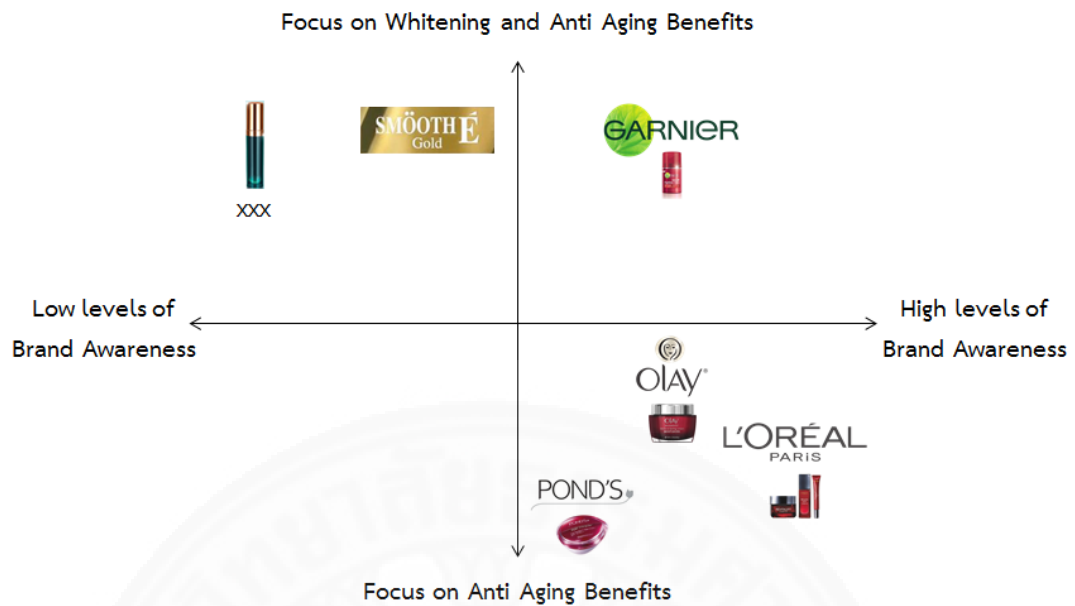 Focus on Whitening and Anti Aging Benefits
SMÖÖTH É
Gold
GARNIER
XXX
Low levels of
Brand Awareness
High levels of
Brand Awareness
OLAY®
L'ORÉAL
PARiS
POND'S
Focus on Anti Aging Benefits